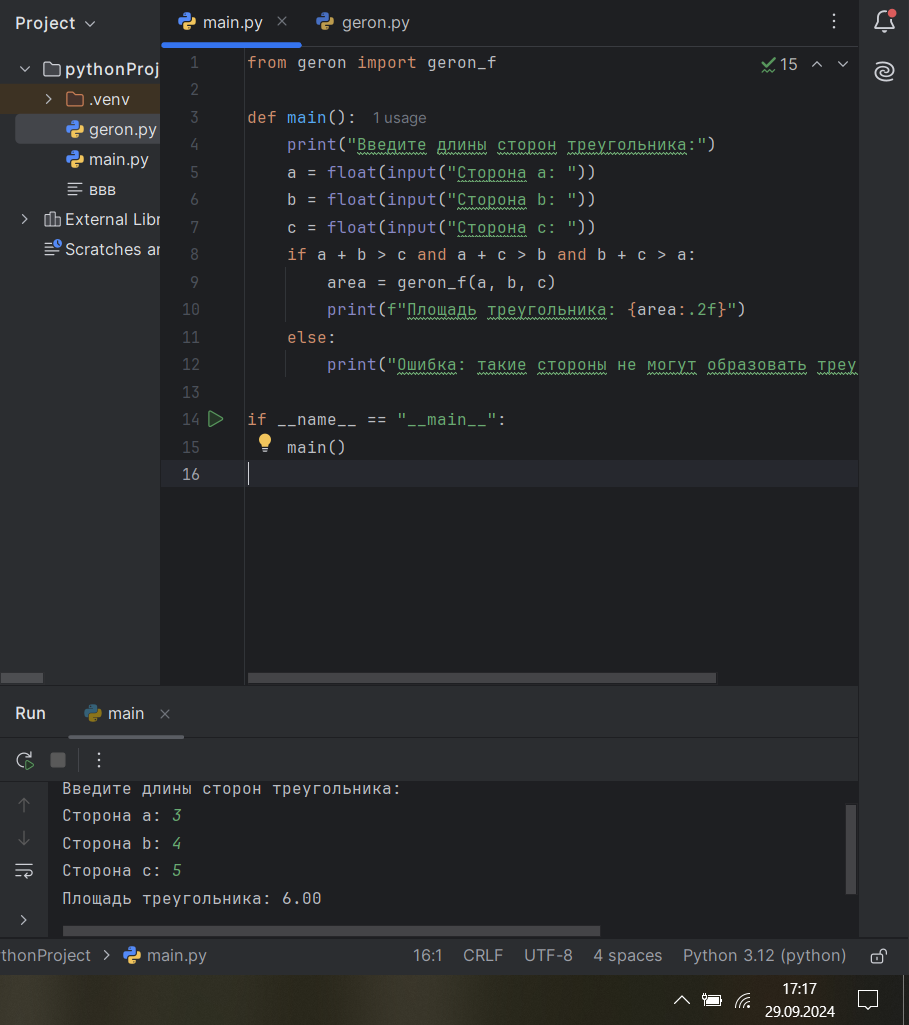 Project
main.py
geron.py
pythonProj
.venv
geron.py
main.py
ввв
External Libr
Scratches ar
15
1 from geron import geron_f
2
3 def main(): 1 usage
4 print("Введите длины сторон треугольника:")
5 a = float(input("Сторона a: "))
6 b = float(input("Сторона b: "))
7 c = float(input("Сторона c: "))
8 if a + b > c and a + c > b and b + c > a:
9 area = geron_f(a, b, c)
10 print(f"Площадь треугольника: {area:.2f}")
11 else:
12 print("Ошибка: такие стороны не могут образовать треу
13
14 if __name__ == "__main__":
15 main()
16
Run
main
Введите длины сторон треугольника:
Сторона a: 3
Сторона b: 4
Сторона c: 5
Площадь треугольника: 6.00
thonProject > main.py
16:1 CRLF UTF-8 4 spaces Python 3.12 (python)
17:17
29.09.2024